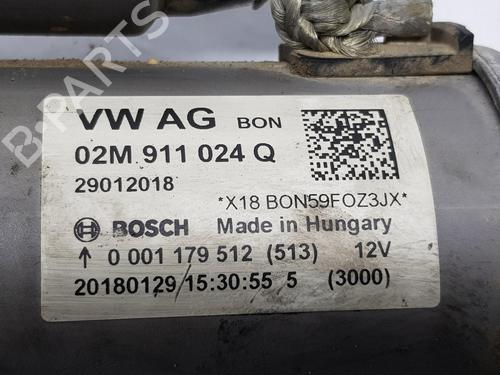 B-PARTS
VW AG BON
02M 911 024 Q
29012018
*X18 BON59FOZ3JX*
BOSCH Made in Hungary
↑ 0 001 179 512 (513) 12V
20180129/15:30:55 5 (3000)